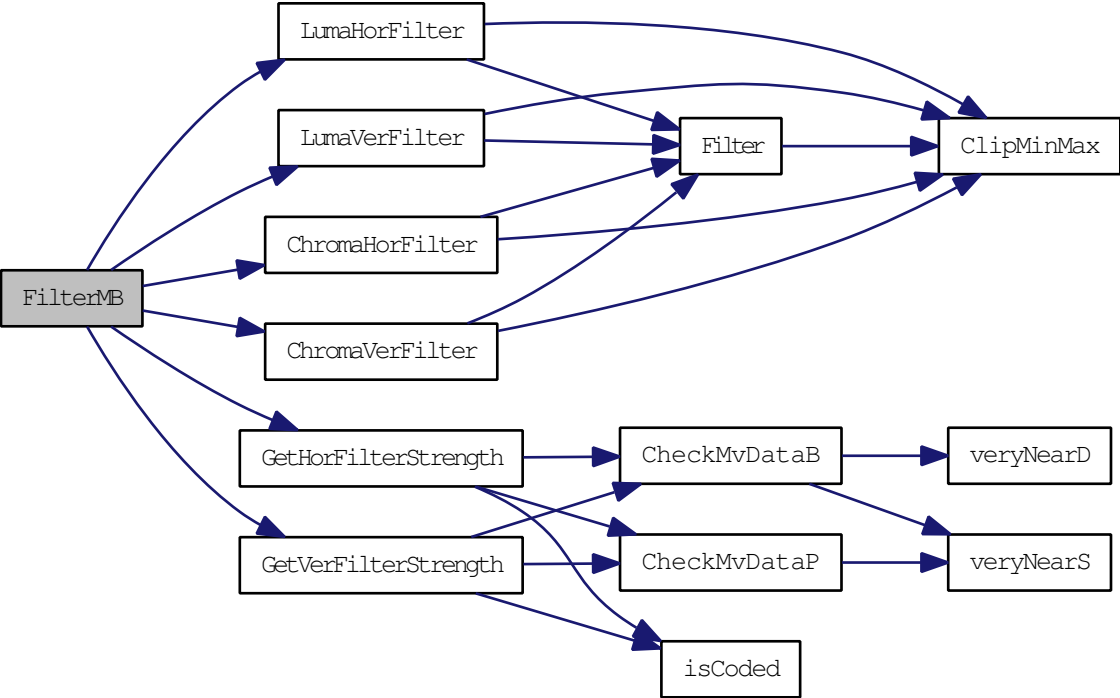 LumaHorFilter
LumaVerFilter
Filter
ClipMinMax
ChromaHorFilter
FilterMB
ChromaVerFilter
GetHorFilterStrength
CheckMvDataB
veryNearD
GetVerFilterStrength
CheckMvDataP
veryNearS
isCoded